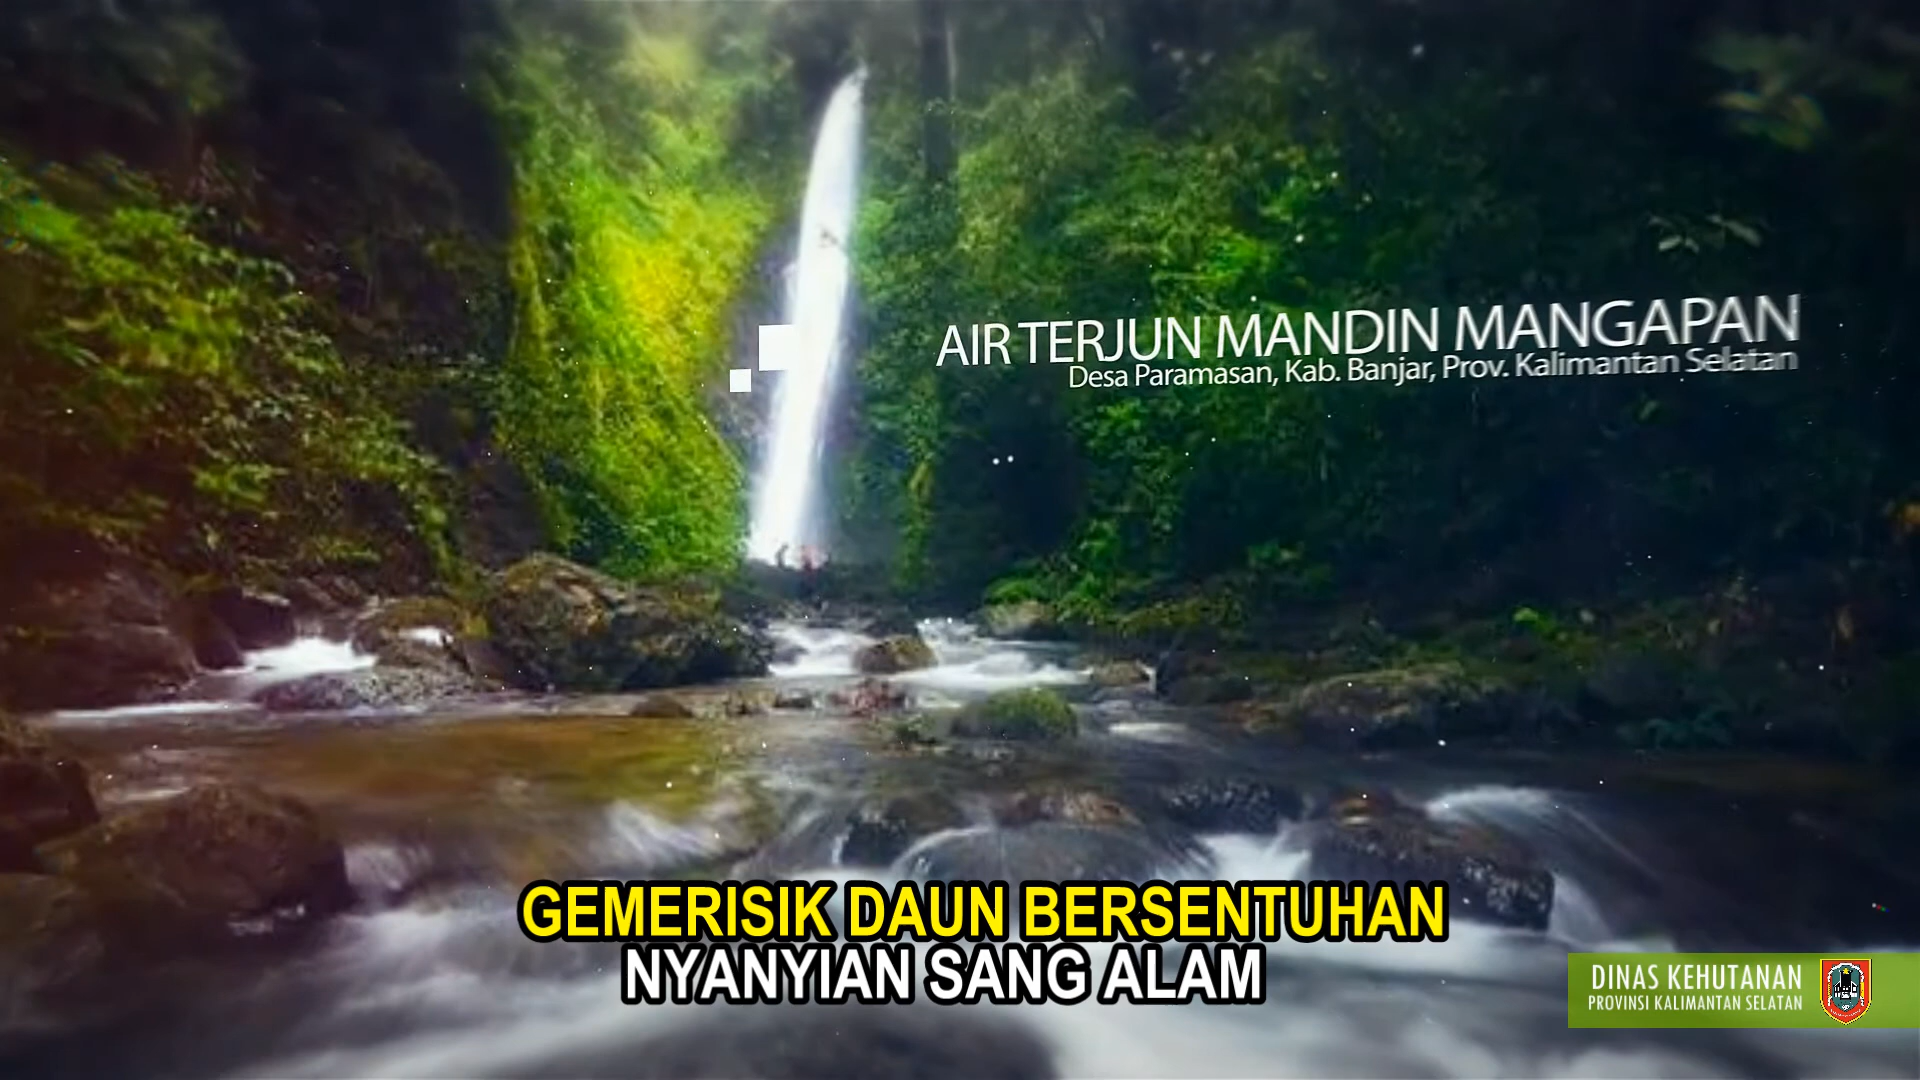 AIR TERJUN MANDIN MANGAPAN
Desa Paramasan, Kab. Banjar, Prov. Kalimantan Selatan
GEMERISIK DAUN BERSENTUHAN
NYANYIAN SANG ALAM
DINAS KEHUTANAN
PROVINSI KALIMANTAN SELATAN